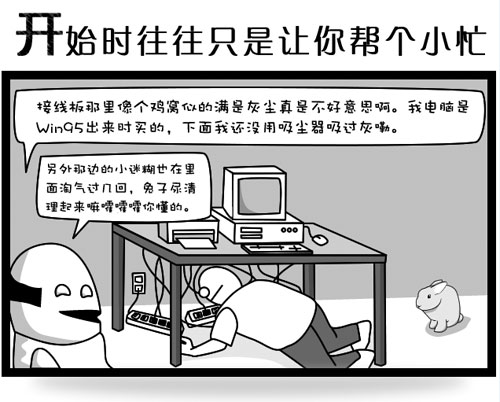 开始时往往只是让你帮个小忙
接线板那里像个鸡窝似的满是灰尘真是不好意思啊。我电脑是
Win95出来时买的，下面我还没用吸尘器吸过灰嘞。
另外那边的小迷糊也在里
面淘气过几回，兔子尿清
理起来嘛嚯嚯嚯你懂的。